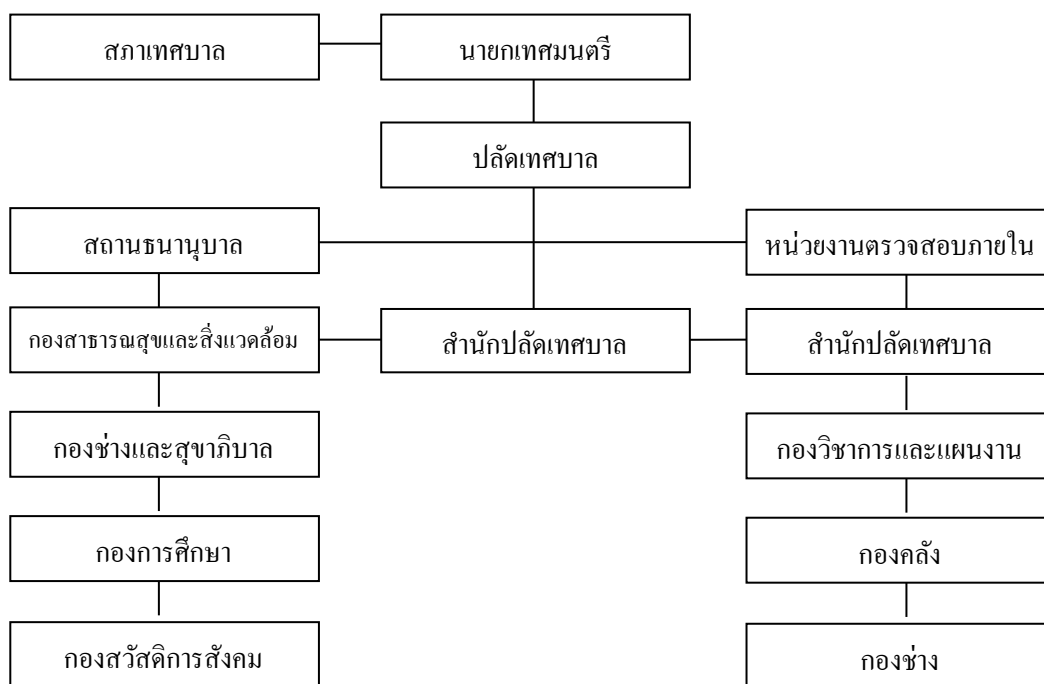 สภาเทศบาล
นายกเทศมนตรี
ปลัดเทศบาล
สถานธนานุบาล
หน่วยงานตรวจสอบภายใน
กองสาธารณสุขและสิ่งแวดล้อม
สำนักปลัดเทศบาล
สำนักปลัดเทศบาล
กองช่างและสุขาภิบาล
กองวิชาการและแผนงาน
กองการศึกษา
กองคลัง
กองสวัสดิการสังคม
กองช่าง